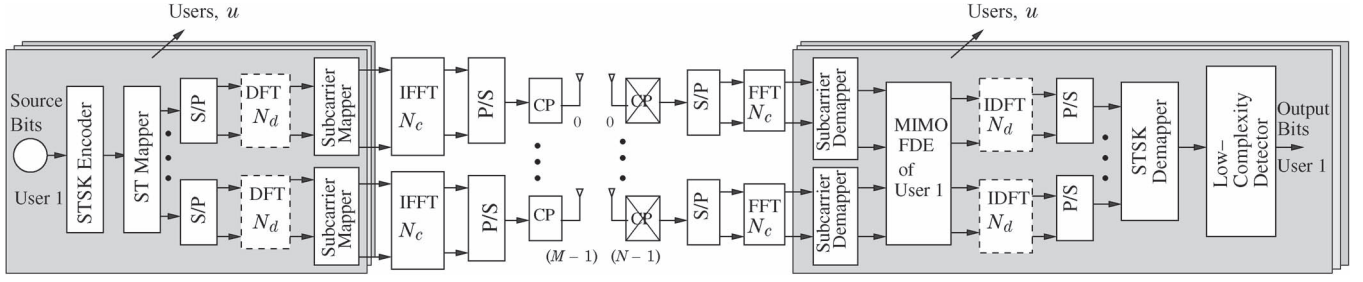 Users, u
Source
Bits
User 1
STSK Encoder
ST Mapper
S/P
DFT
N_d
Subcarrier
Mapper
IFFT
N_c
P/S
CP
0
S/P
DFT
N_d
Subcarrier
Mapper
IFFT
N_c
P/S
CP
(M − 1)
Users, u
0
CP
S/P
FFT
N_c
Subcarrier
Demapper
(N−1)
CP
S/P
FFT
N_c
Subcarrier
Demapper
MIMO
FDE
of
User 1
IDFT
N_d
P/S
IDFT
N_d
P/S
STSK
Demapper
Low−
Complexity
Detector
Output
Bits
User 1